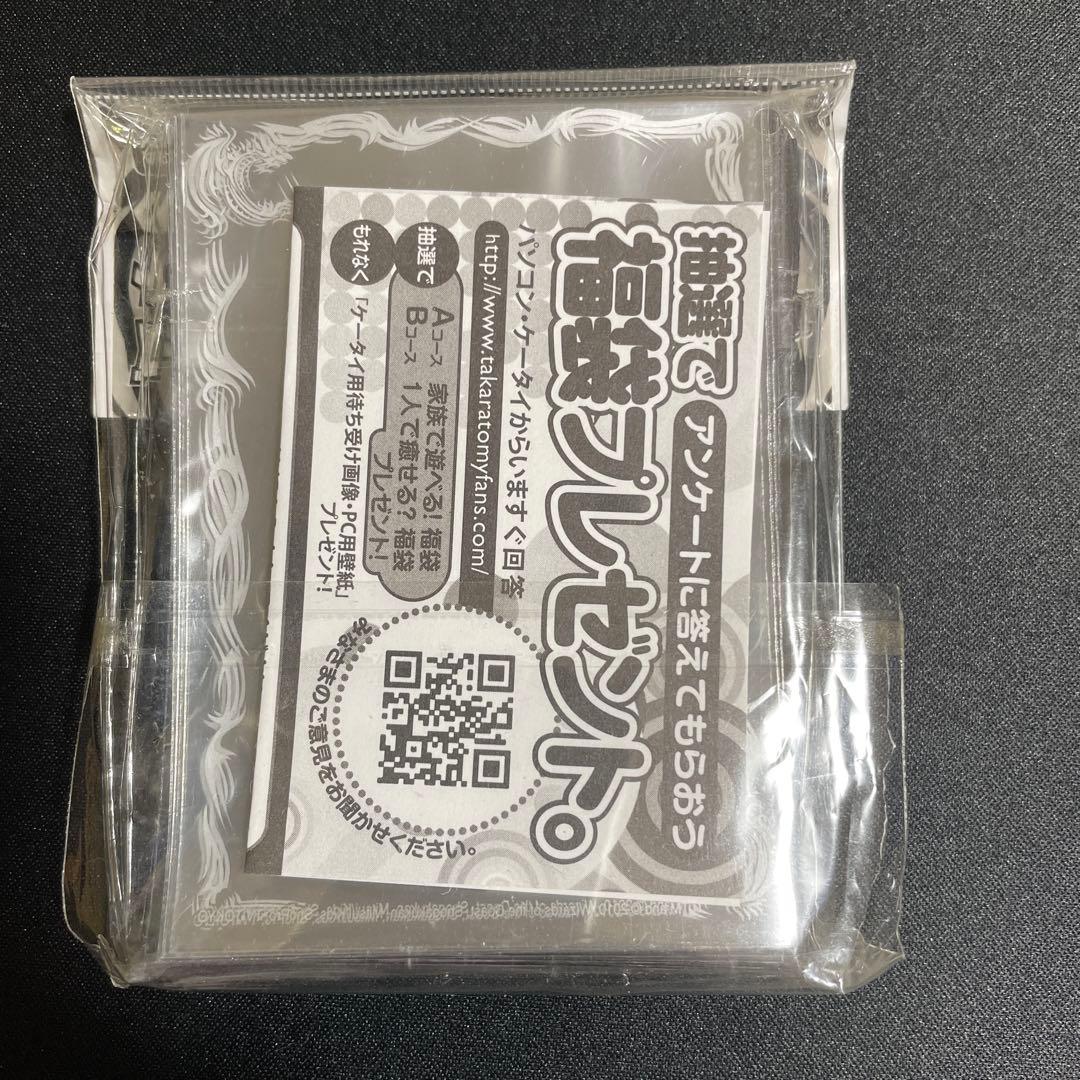 抽選で
アンケートに答えてもらおう
福袋プレゼント。
パソコン・ケータイからいますぐ回答
http://www.takaratomyfans.com/
抽選で
Aコース 家族で遊べる! 福袋
Bコース 1人で癒せる? 福袋
プレゼント!
もれなく
「ケータイ用待ち受け画像・PC用壁紙」
プレゼント!
みなさまのご意見をお聞かせください。